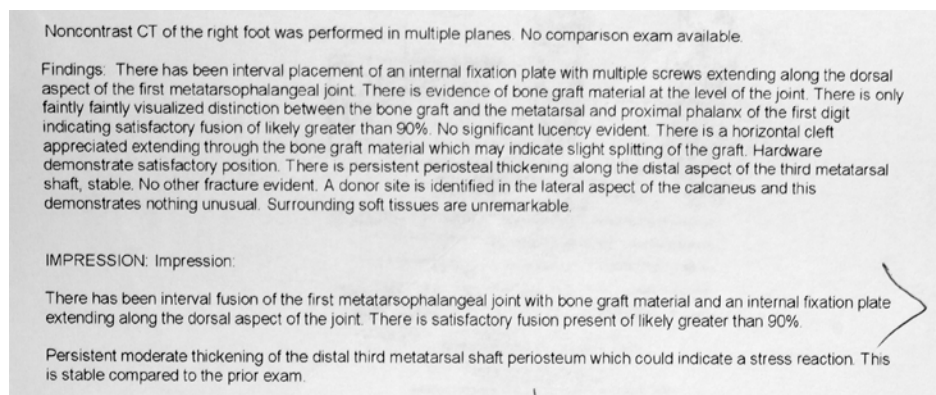 Noncontrast CT of the right foot was performed in multiple planes. No comparison exam available.
Findings: There has been interval placement of an internal fixation plate with multiple screws extending along the dorsal
aspect of the first metatarsophalangeal joint. There is evidence of bone graft material at the level of the joint. There is only
faintly faintly visualized distinction between the bone graft and the metatarsal and proximal phalanx of the first digit
indicating satisfactory fusion of likely greater than 90%. No significant lucency evident. There is a horizontal cleft
appreciated extending through the bone graft material which may indicate slight splitting of the graft. Hardware
demonstrate satisfactory position. There is persistent periosteal thickening along the distal aspect of the third metatarsal
shaft, stable. No other fracture evident. A donor site is identified in the lateral aspect of the calcaneus and this
demonstrates nothing unusual. Surrounding soft tissues are unremarkable.
IMPRESSION: Impression:
There has been interval fusion of the first metatarsophalangeal joint with bone graft material and an internal fixation plate
extending along the dorsal aspect of the joint. There is satisfactory fusion present of likely greater than 90%.
Persistent moderate thickening of the distal third metatarsal shaft periosteum which could indicate a stress reaction. This
is stable compared to the prior exam.